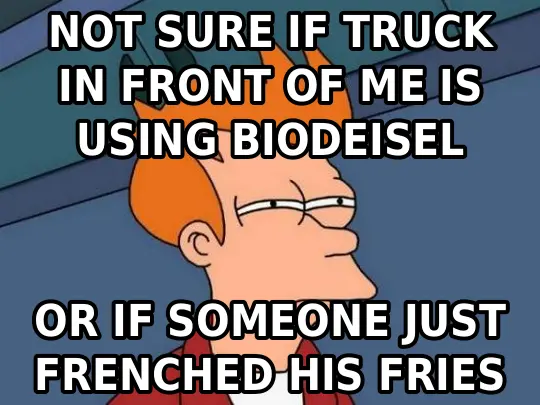 NOT SURE IF TRUCK
IN FRONT OF ME IS
USING BIODEISEL
OR IF SOMEONE JUST
FRENCHED HIS FRIES